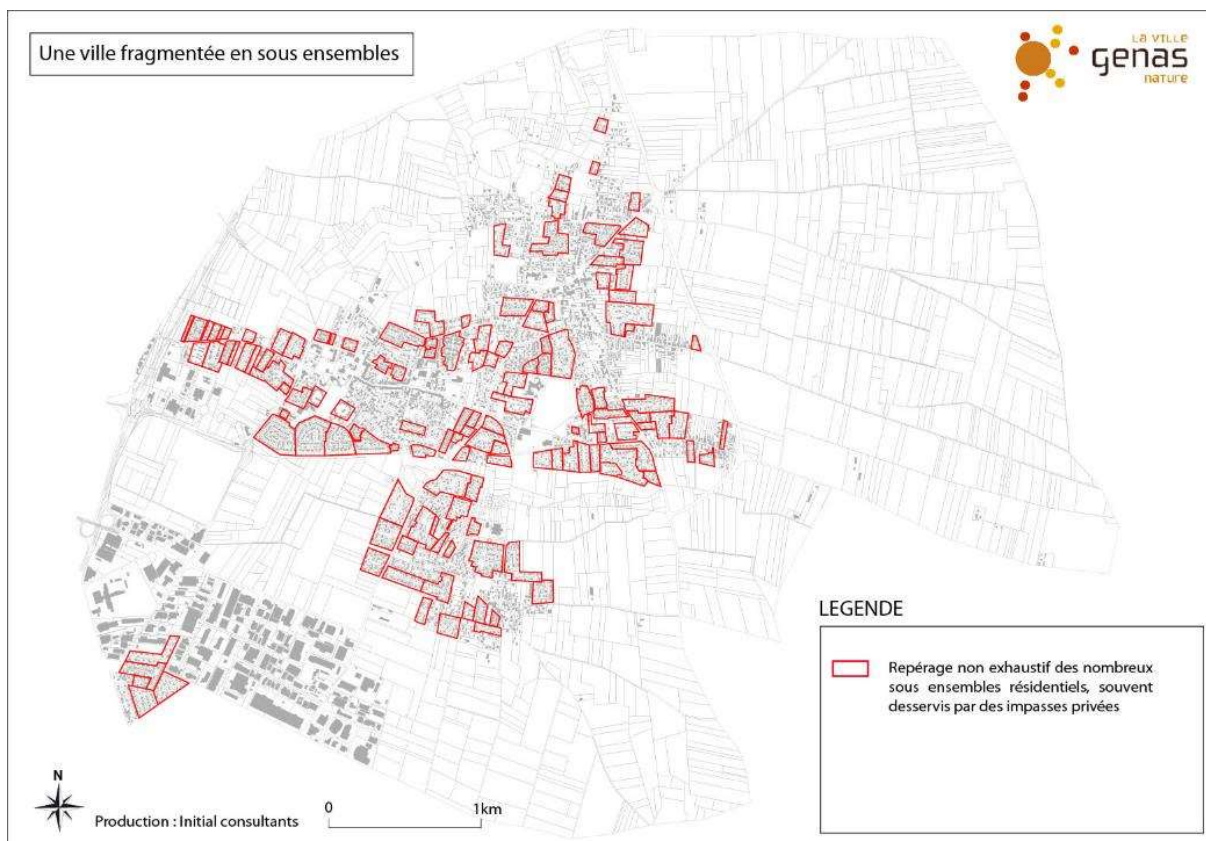 Une ville fragmentée en sous ensembles
LA VILLE
genas
nature
LEGENDE
Repérage non exhaustif des nombreux
sous ensembles résidentiels, souvent
desservis par des impasses privées
N
Production : Initial consultants
0
1km